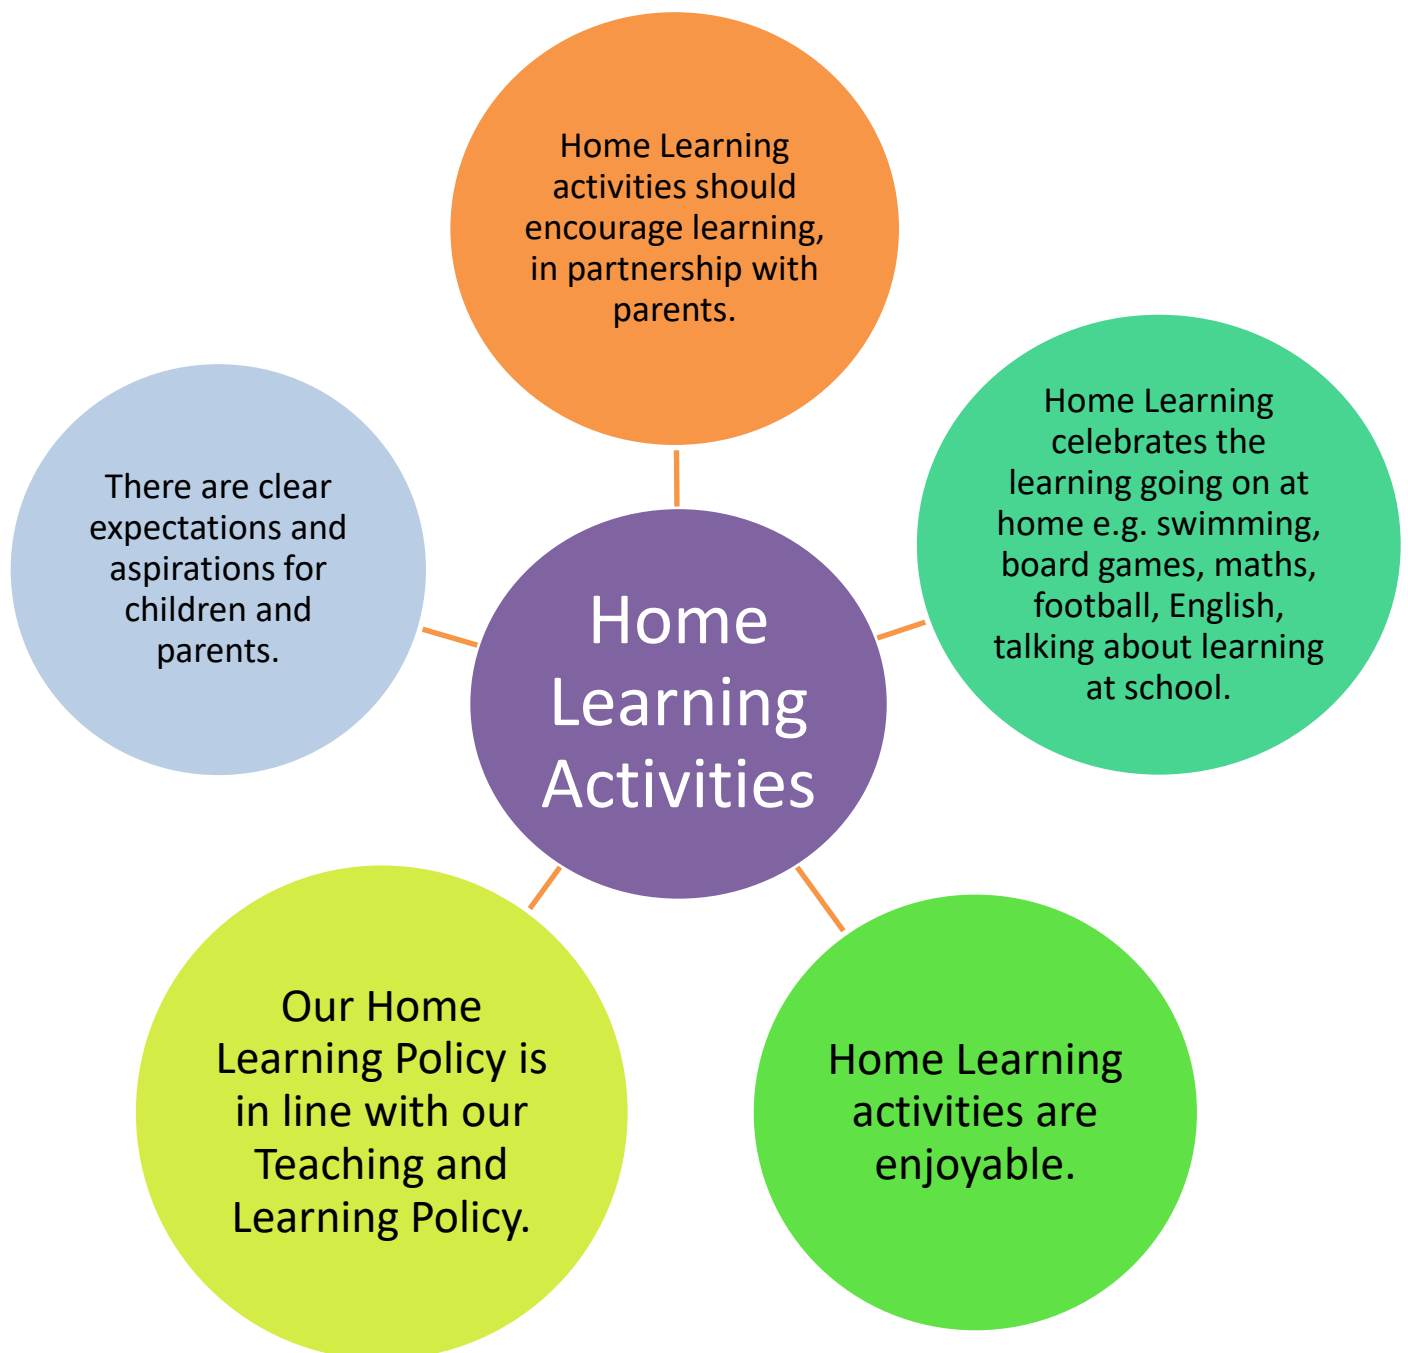 Home Learning
activities should
encourage learning,
in partnership with
parents.
Home Learning
celebrates the
learning going on at
home e.g. swimming,
board games, maths,
football, English,
talking about learning
at school.
There are clear
expectations and
aspirations for
children and
parents.
Home
Learning
Activities
Our Home
Learning Policy is
in line with our
Teaching and
Learning Policy.
Home Learning
activities are
enjoyable.